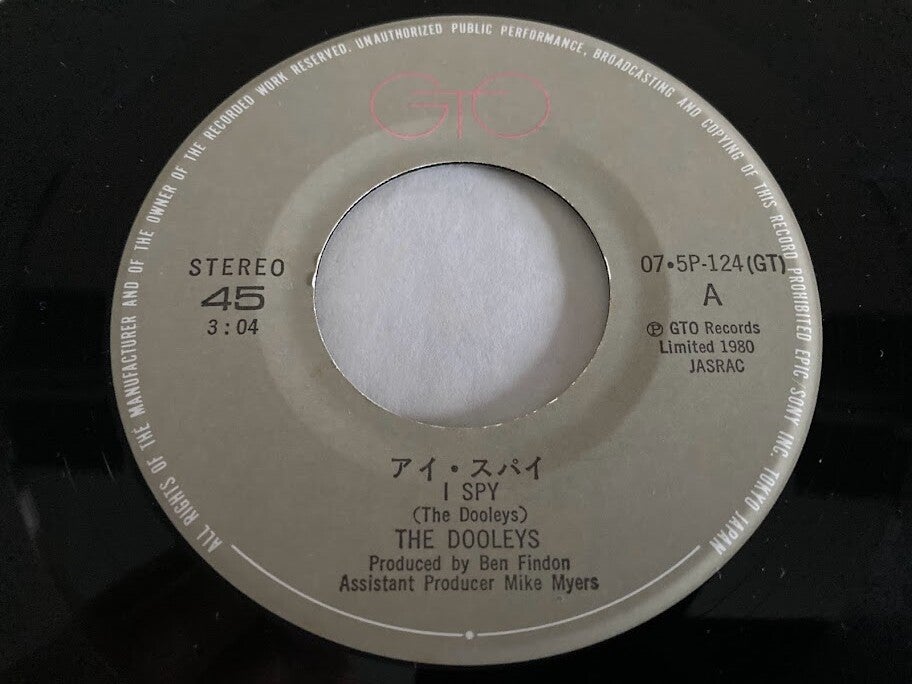 ALL RIGHTS OF THE MANUFACTURER AND OF THE OWNER OF THE RECORDED WORK RESERVED. UNAUTHORIZED PUBLIC PERFORMANCE, BROADCASTING AND COPYING OF THIS RECORD PROHIBITED EPIC/SONY INC. TOKYO JAPAN
GTO
STEREO
45
3:04
07•5P-124(GT)
A
Ⓟ GTO Records
Limited 1980
JASRAC
アイ・スパイ
I SPY
(The Dooleys)
THE DOOLEYS
Produced by Ben Findon
Assistant Producer Mike Myers